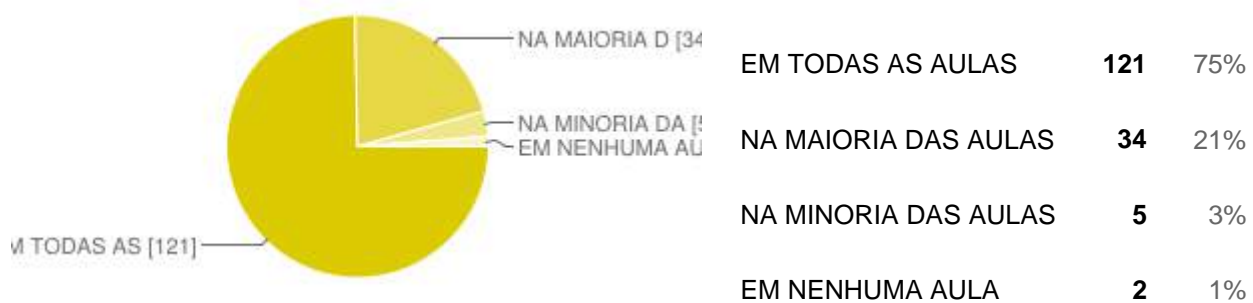 NA MAIORIA D [34
NA MINORIA DA [5
EM NENHUMA AU
M TODAS AS [121]
EM TODAS AS AULAS 121 75%
NA MAIORIA DAS AULAS 34 21%
NA MINORIA DAS AULAS 5 3%
EM NENHUMA AULA 2 1%